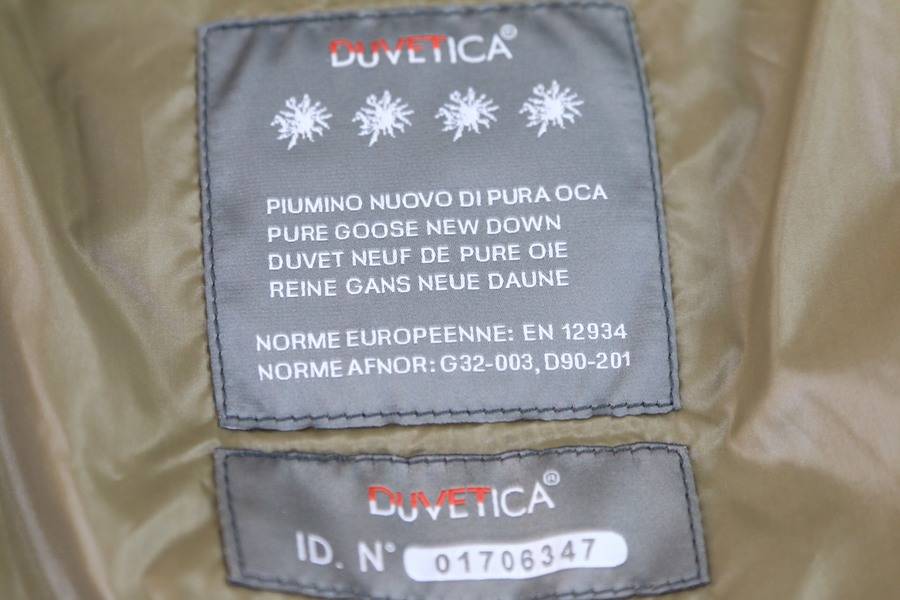 DUVETICA®
PIUMINO NUOVO DI PURA OCA
PURE GOOSE NEW DOWN
DUVET NEUF DE PURE OIE
REINE GANS NEUE DAUNE
NORME EUROPEENNE: EN 12934
NORME AFNOR: G32-003, D90-201
DUVETICA®
ID. N° 01706347